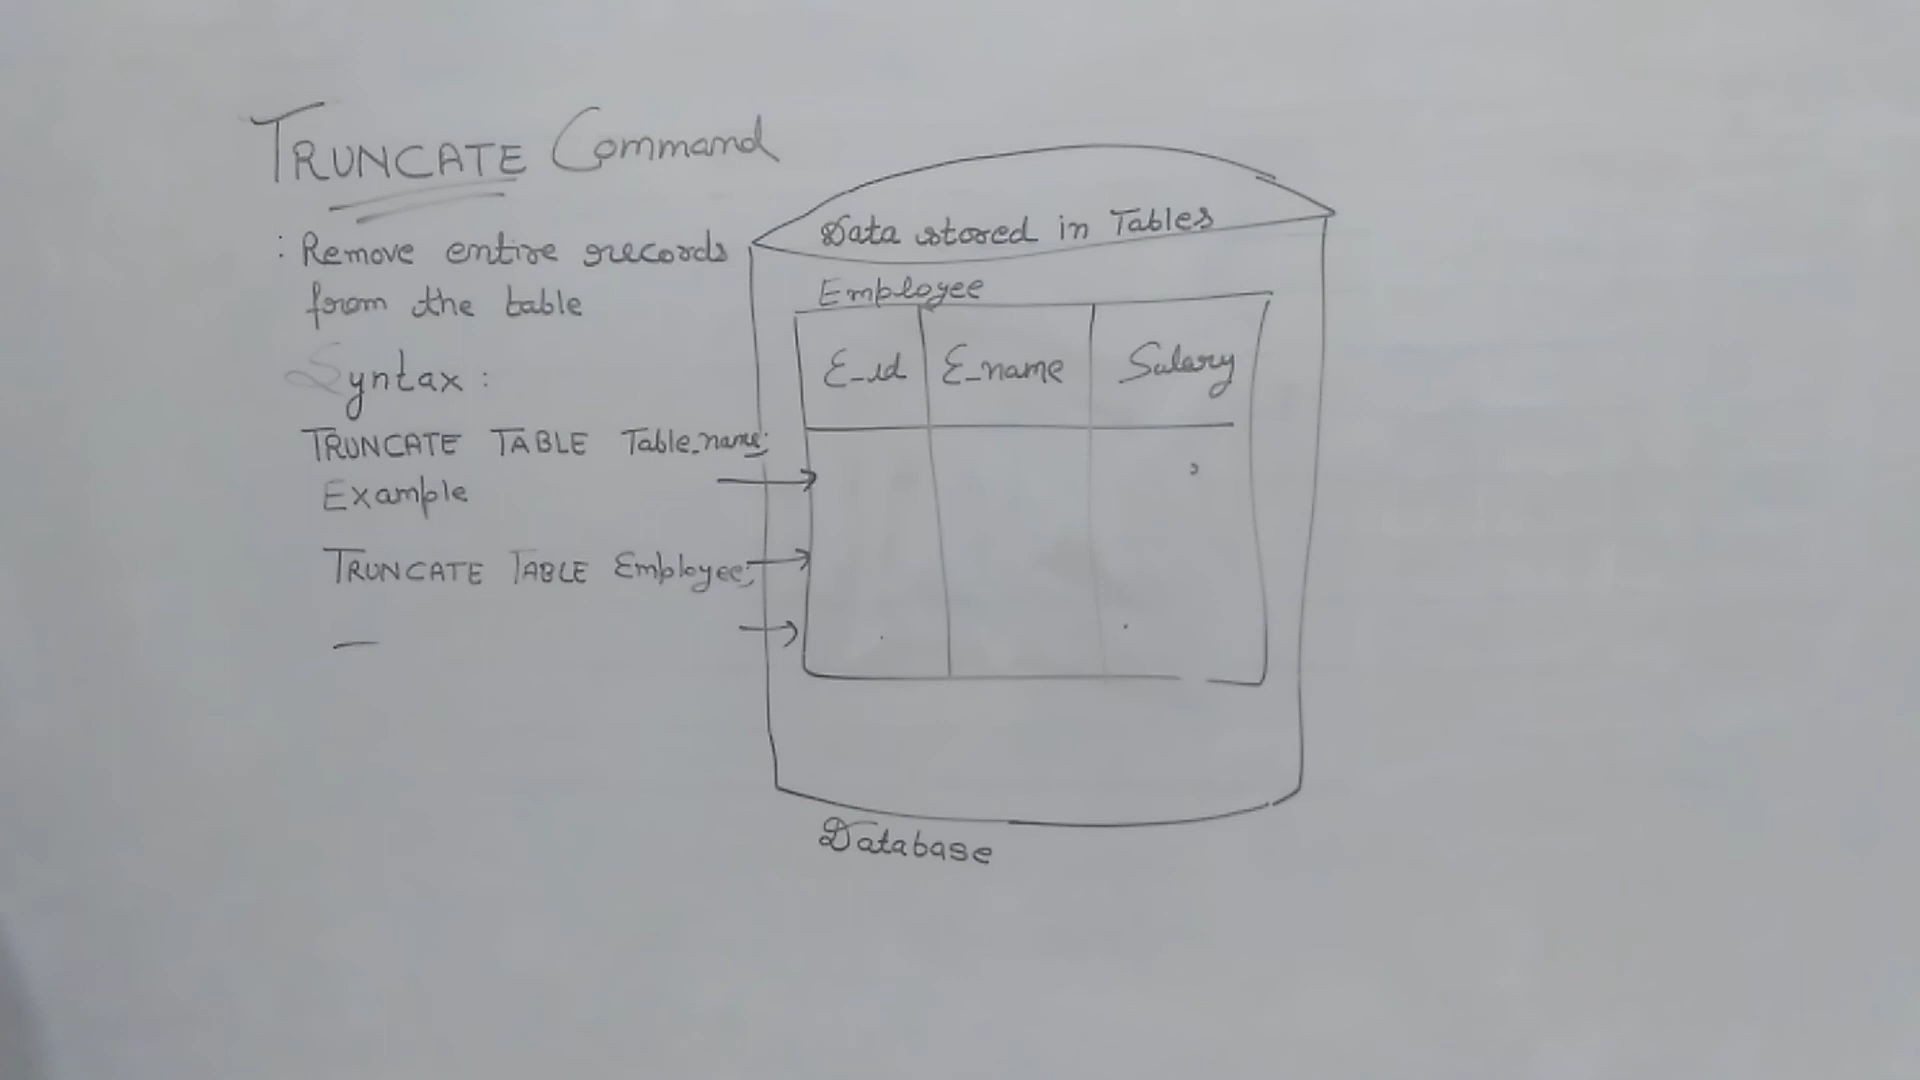 TRUNCATE Command
: Remove entire records
from the table
Syntax :
TRUNCATE TABLE Table_name;
Example
TRUNCATE TABLE Employee;
Data stored in Tables
Employee
E_id E_name Salary
Database